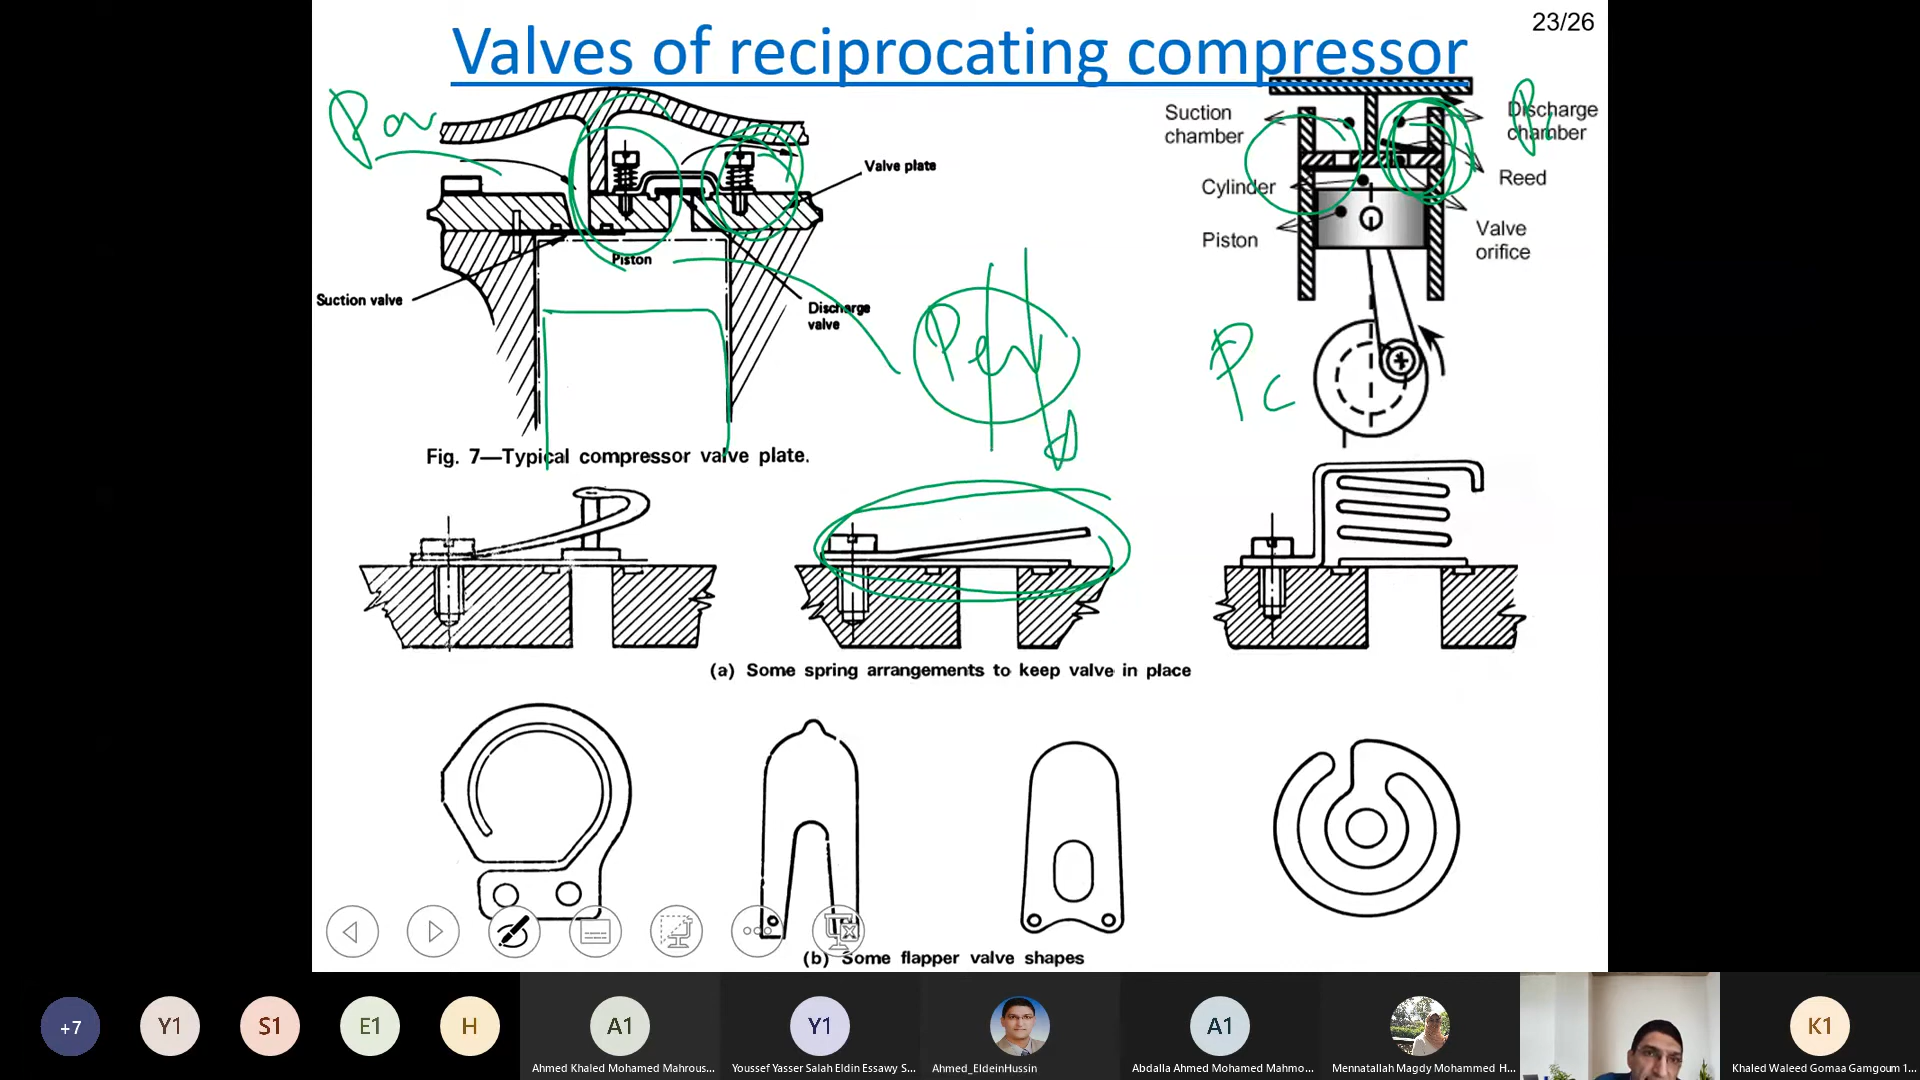 23/26
Valves of reciprocating compressor
Suction
chamber
Discharge
chamber
Valve plate
Cylinder
Reed
Piston
Valve
orifice
Piston
Suction valve
Discharge
valve
Pev
Pc
Fig. 7—Typical compressor valve plate.
(a) Some spring arrangements to keep valve in place
(b) Some flapper valve shapes
+7
Y1
S1
E1
H
A1
Y1
A1
K1
Ahmed Khaled Mohamed Mahrous...
Youssef Yasser Salah Eldin Essawy S...
Ahmed_EldeinHussin
Abdalla Ahmed Mohamed Mahmo...
Mennatallah Magdy Mohammed H...
Khaled Waleed Gomaa Gamgoum 1...